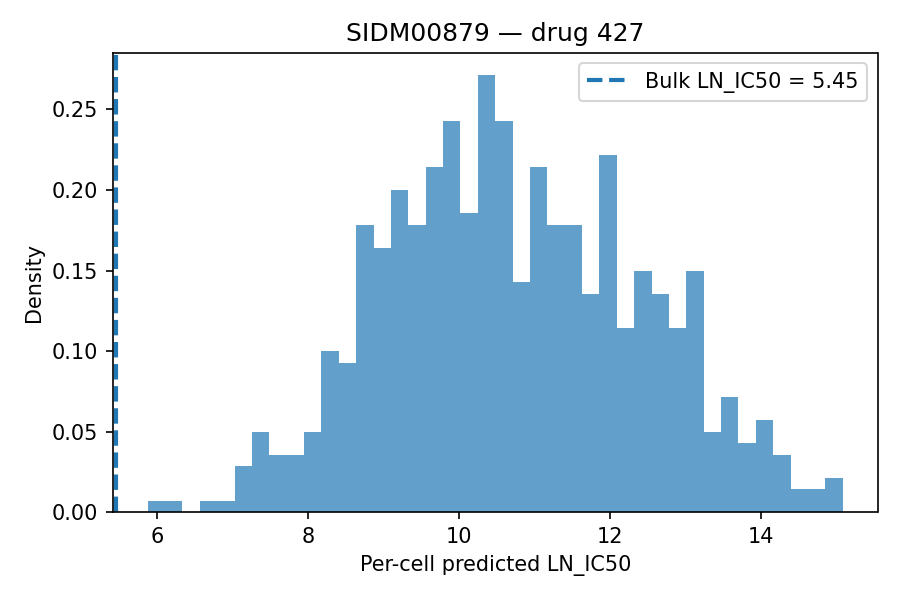 SIDM00879 — drug 427
Bulk LN_IC50 = 5.45
Density
0.25
0.20
0.15
0.10
0.05
0.00
6 8 10 12 14
Per-cell predicted LN_IC50